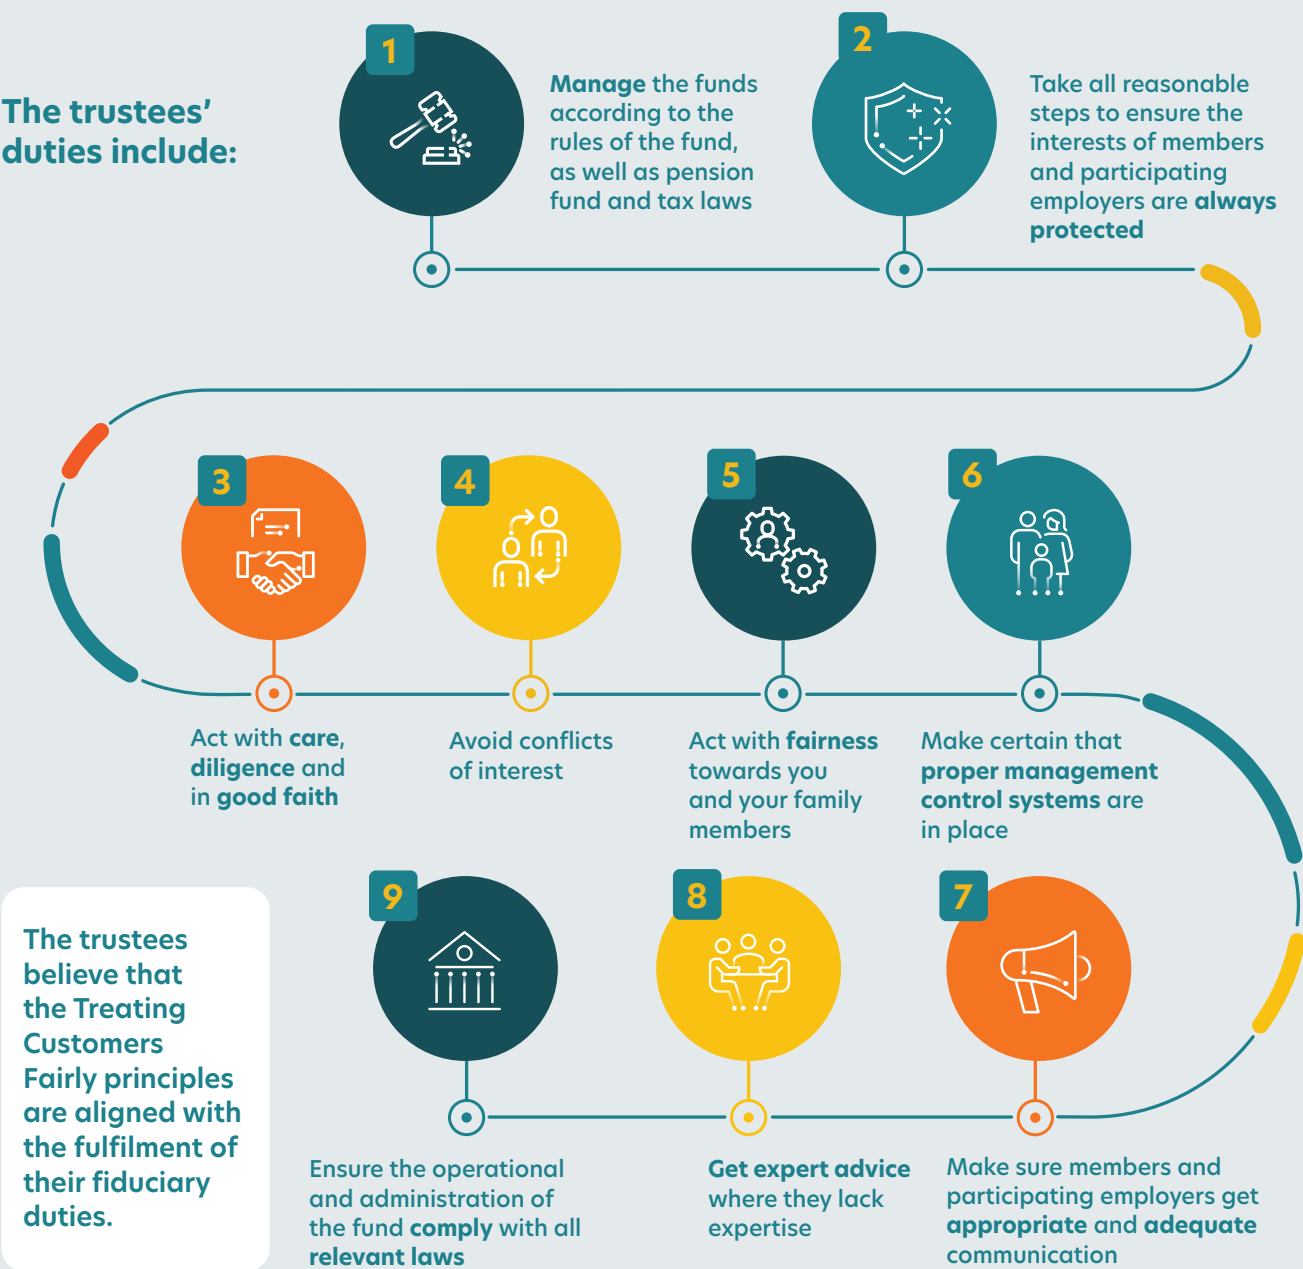 The trustees'
duties include:
1
Manage the funds
according to the
rules of the fund,
as well as pension
fund and tax laws
2
Take all reasonable
steps to ensure the
interests of members
and participating
employers are always
protected
3
Act with care,
diligence and
in good faith
4
Avoid conflicts
of interest
5
Act with fairness
towards you
and your family
members
6
Make certain that
proper management
control systems are
in place
7
Make sure members and
participating employers get
appropriate and adequate
communication
8
Get expert advice
where they lack
expertise
9
Ensure the operational
and administration of
the fund comply with all
relevant laws
The trustees
believe that
the Treating
Customers
Fairly principles
are aligned with
the fulfilment of
their fiduciary
duties.